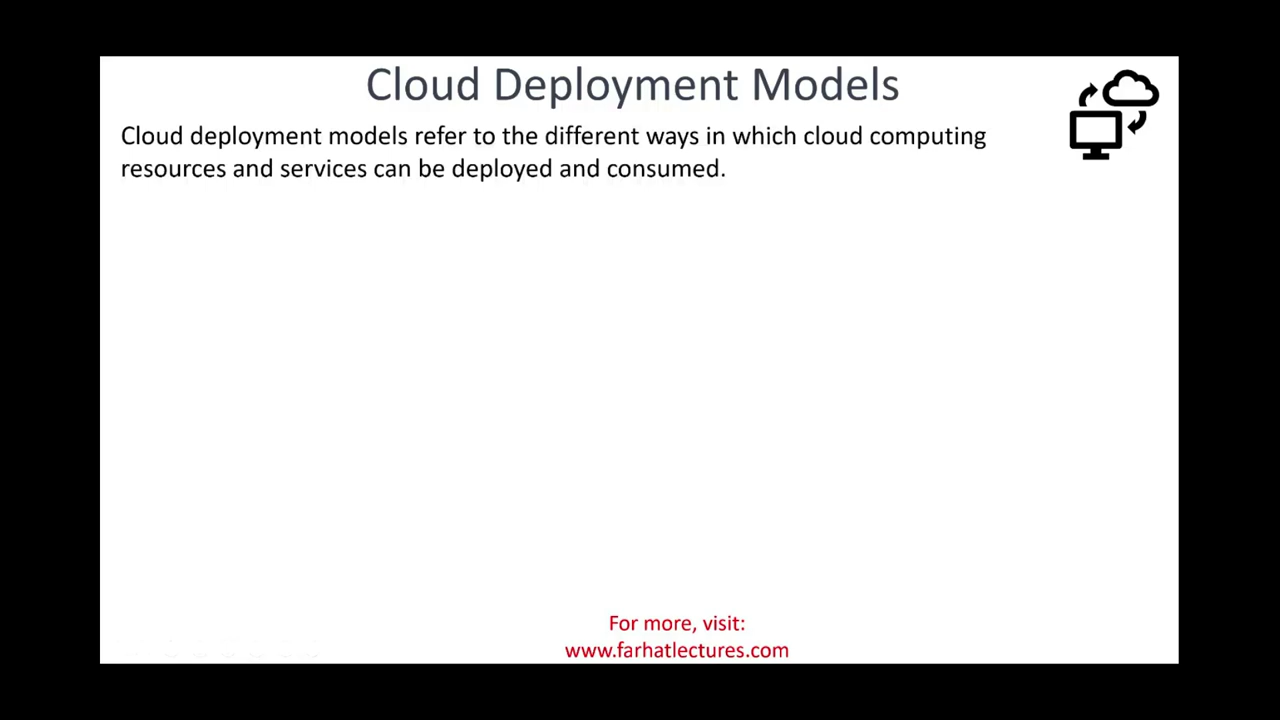 Cloud Deployment Models
Cloud deployment models refer to the different ways in which cloud computing
resources and services can be deployed and consumed.
For more, visit:
www.farhatlectures.com